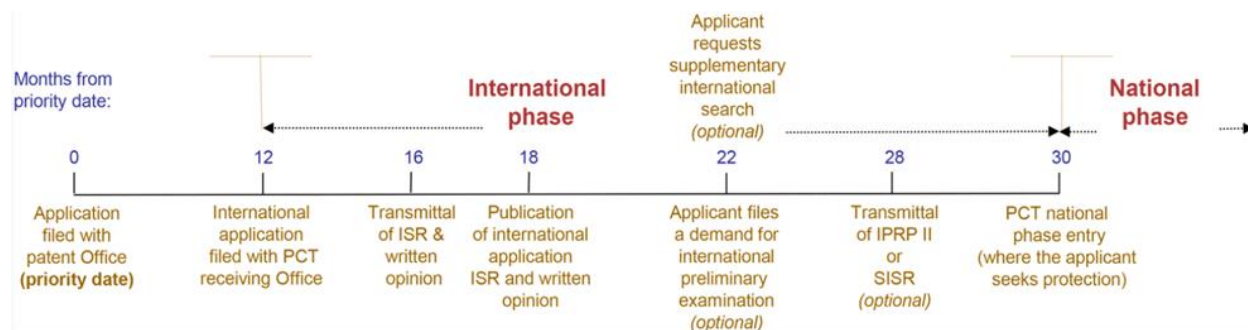 Months from
priority date:
International
phase
Applicant
requests
supplementary
international
search
(optional)
National
phase
0
12
16
18
22
28
30
Application
filed with
patent Office
(priority date)
International
application
filed with PCT
receiving Office
Transmittal
of ISR &
written
opinion
Publication
of international
application
ISR and written
opinion
Applicant files
a demand for
international
preliminary
examination
(optional)
Transmittal
of IPRP II
or
SISR
(optional)
PCT national
phase entry
(where the applicant
seeks protection)